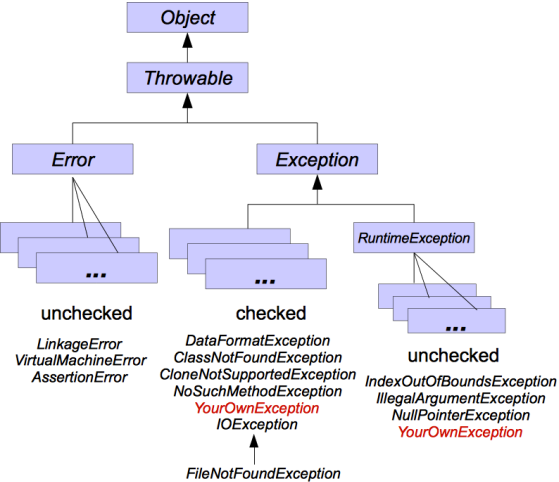 Object
Throwable
Error
Exception
RuntimeException
...
...
...
unchecked
checked
unchecked
LinkageError
VirtualMachineError
AssertionError
DataFormatException
ClassNotFoundException
CloneNotSupportedException
NoSuchMethodException
YourOwnException
IOException
FileNotFoundException
IndexOutOfBoundsException
IllegalArgumentException
NullPointerException
YourOwnException